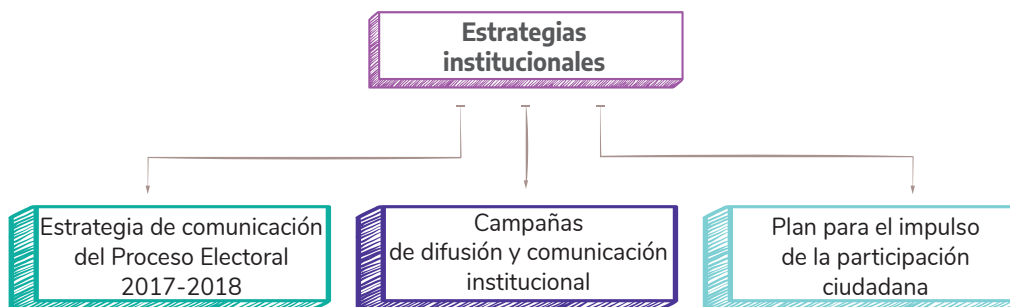 Estrategias
institucionales
Estrategia de comunicación
del Proceso Electoral
2017-2018
Campañas
de difusión y comunicación
institucional
Plan para el impulso
de la participación
ciudadana